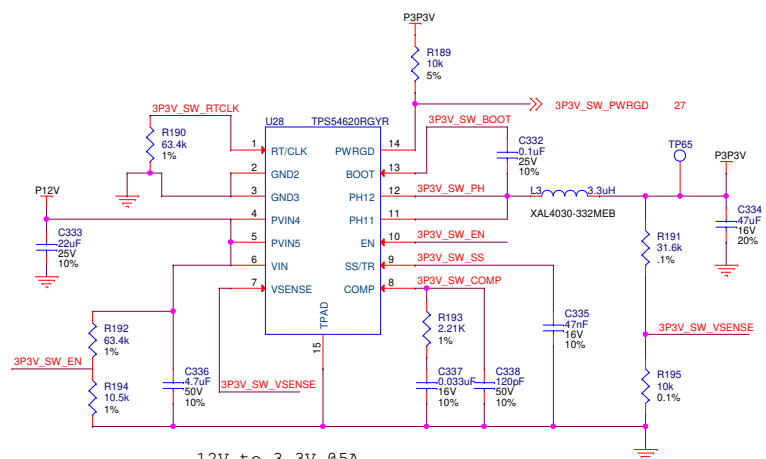 P3P3V
R189
10k
5%
3P3V_SW_RTCLK
3P3V_SW_PWRGD 27
U28 TPS54620RGYR
3P3V_SW_BOOT
R190
63.4k
1%
C332
0.1uF
25V
10%
TP65
P3P3V
1 RT/CLK PWRGD 14
2 GND2 BOOT 13
3 GND3 PH12 12 3P3V_SW_PH
L3 3.3uH
XAL4030-332MEB
P12V
4 PVIN4 PH11 11
5 PVIN5 EN 10 3P3V_SW_EN
6 VIN SS/TR 9 3P3V_SW_SS
7 VSENSE COMP 8 3P3V_SW_COMP
TPAD
15
C333
22uF
25V
10%
C334
47uF
16V
20%
R191
31.6k
.1%
R192
63.4k
1%
R193
2.21K
1%
C335
47nF
16V
10%
3P3V_SW_VSENSE
3P3V_SW_EN
R194
10.5k
1%
C336
4.7uF
50V
10%
3P3V_SW_VSENSE
C337
0.033uF
16V
10%
C338
120pF
50V
10%
R195
10k
0.1%
12V to 3.3V 05A